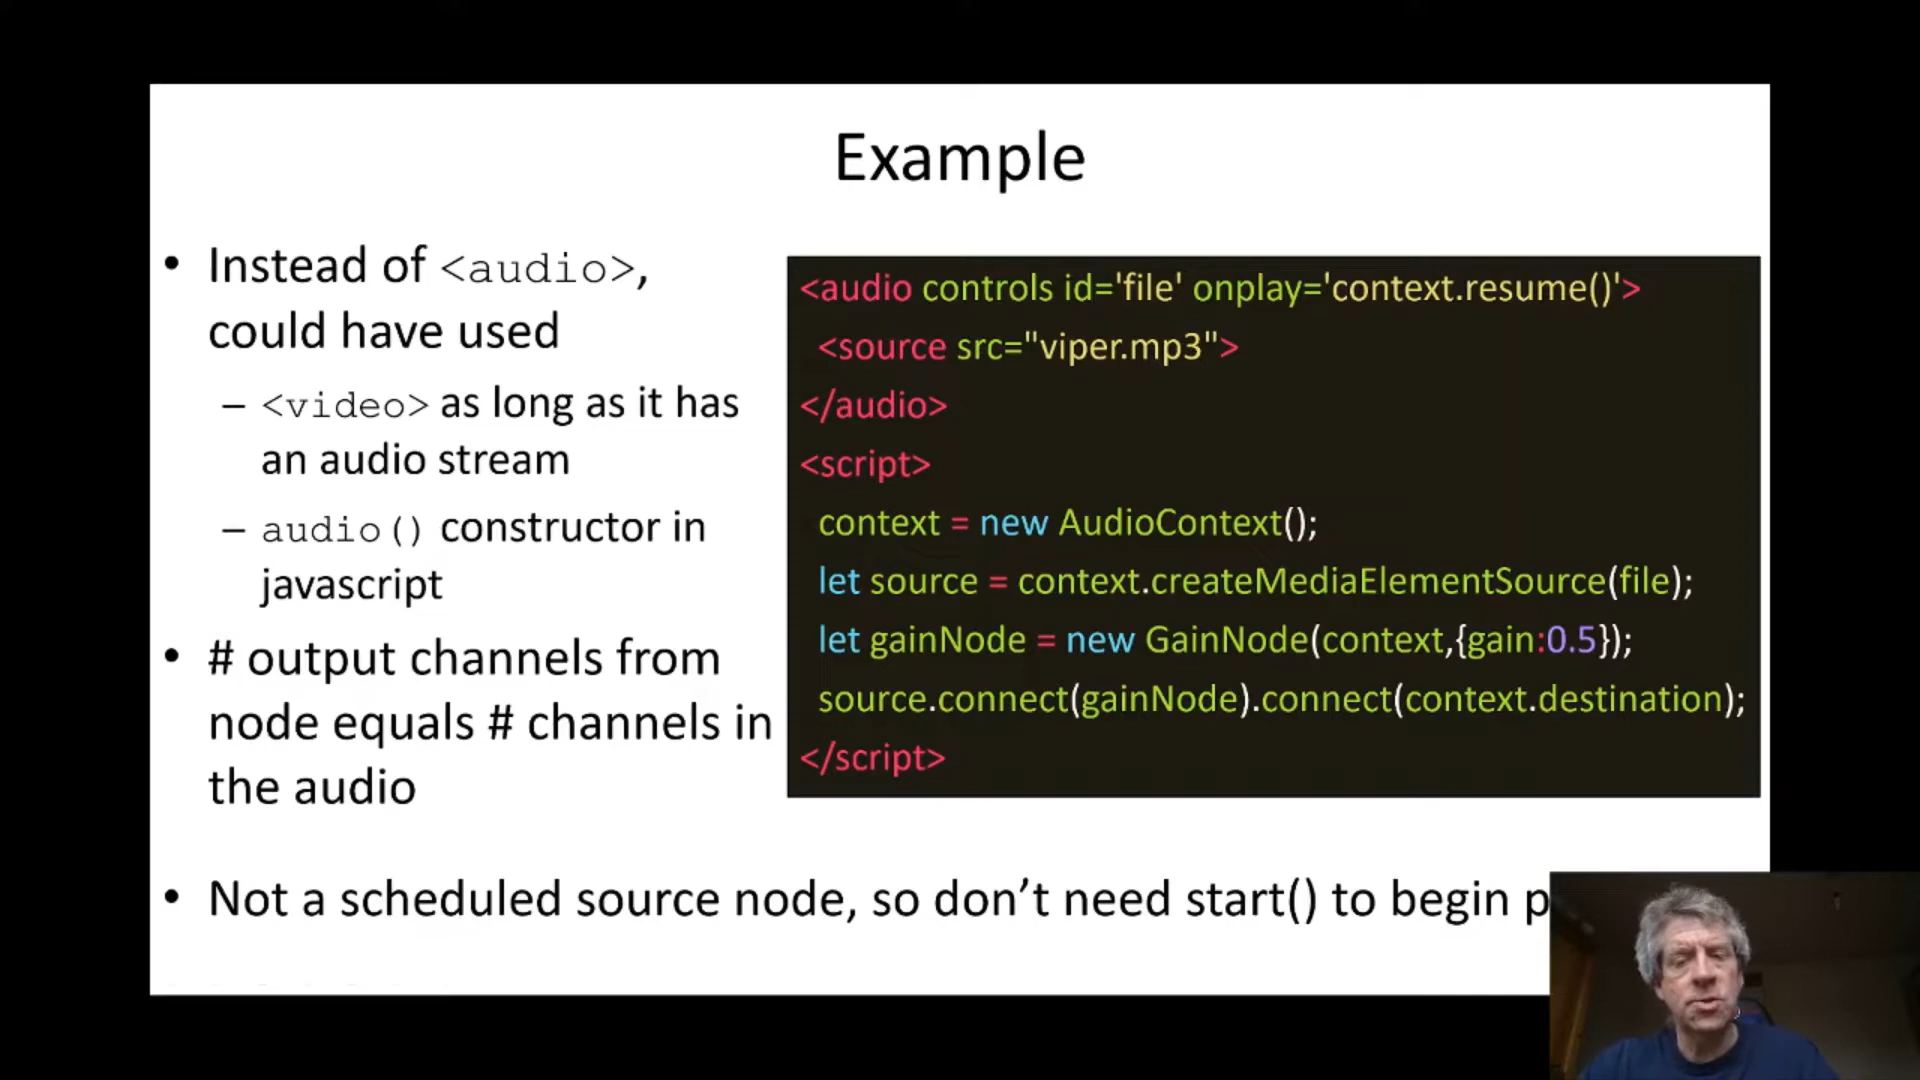 Example
• Instead of <audio>,
could have used
– <video> as long as it has
an audio stream
– audio() constructor in
javascript
• # output channels from
node equals # channels in
the audio
• Not a scheduled source node, so don’t need start() to begin
<audio controls id='file' onplay='context.resume()'>
<source src="viper.mp3">
</audio>
<script>
context = new AudioContext();
let source = context.createMediaElementSource(file);
let gainNode = new GainNode(context,{gain:0.5});
source.connect(gainNode).connect(context.destination);
</script>